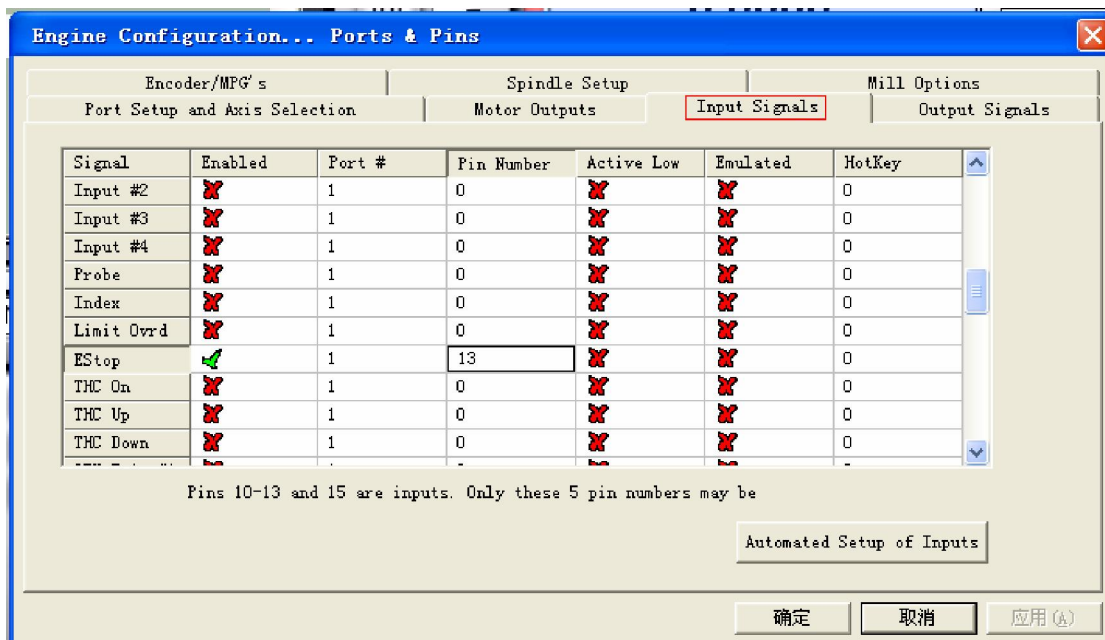 Engine Configuration... Ports & Pins
Encoder/MPG's Spindle Setup Mill Options
Port Setup and Axis Selection Motor Outputs Input Signals Output Signals
Signal Enabled Port # Pin Number Active Low Emulated HotKey
Input #2 1 0 0
Input #3 1 0 0
Input #4 1 0 0
Probe 1 0 0
Index 1 0 0
Limit Ovrd 1 0 0
EStop 1 13 0
THC On 1 0 0
THC Up 1 0 0
THC Down 1 0 0
Pins 10-13 and 15 are inputs. Only these 5 pin numbers may be
Automated Setup of Inputs
确定 取消 应用(A)